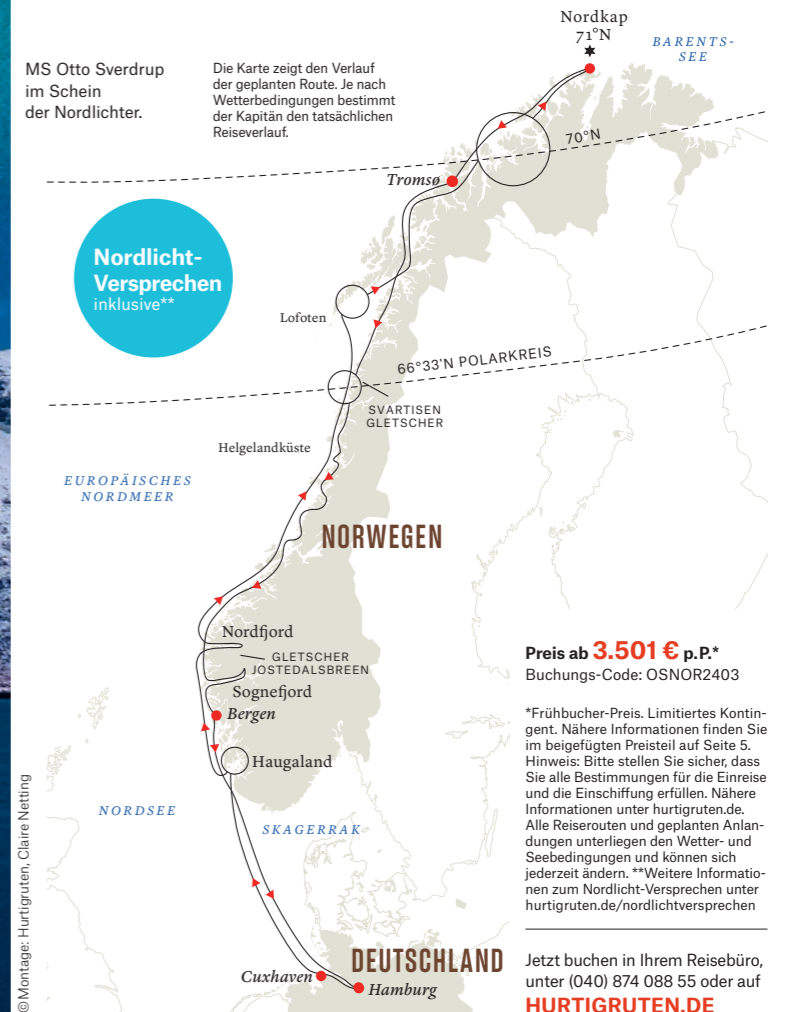 Nordkap
71°N
BARENTS-
SEE
MS Otto Sverdrup
im Schein
der Nordlichter.
Die Karte zeigt den Verlauf
der geplanten Route. Je nach
Wetterbedingungen bestimmt
der Kapitän den tatsächlichen
Reiseverlauf.
70°N
Tromsø
Nordlicht-
Versprechen
inklusive**
Lofoten
66°33'N POLARKREIS
SVARTISEN
GLETSCHER
Helgelandküste
EUROPÄISCHES
NORDMEER
NORWEGEN
Nordfjord
GLETSCHER
JOSTEDALSBREEN
Sognefjord
Bergen
Haugaland
NORDSEE
SKAGERRAK
DEUTSCHLAND
Cuxhaven
Hamburg
Preis ab 3.501 € p.P.*
Buchungs-Code: OSNOR2403
*Frühbucher-Preis. Limitiertes Kontin-
gent. Nähere Informationen finden Sie
im beigefügten Preisteil auf Seite 5.
Hinweis: Bitte stellen Sie sicher, dass
Sie alle Bestimmungen für die Einreise
und die Einschiffung erfüllen. Nähere
Informationen unter hurtigruten.de.
Alle Reiserouten und geplanten Anlan-
dungen unterliegen den Wetter- und
Seebedingungen und können sich
jederzeit ändern. **Weitere Informatio-
nen zum Nordlicht-Versprechen unter
hurtigruten.de/nordlichtversprechen
Jetzt buchen in Ihrem Reisebüro,
unter (040) 874 088 55 oder auf
HURTIGRUTEN.DE
©Montage: Hurtigruten, Claire Netting